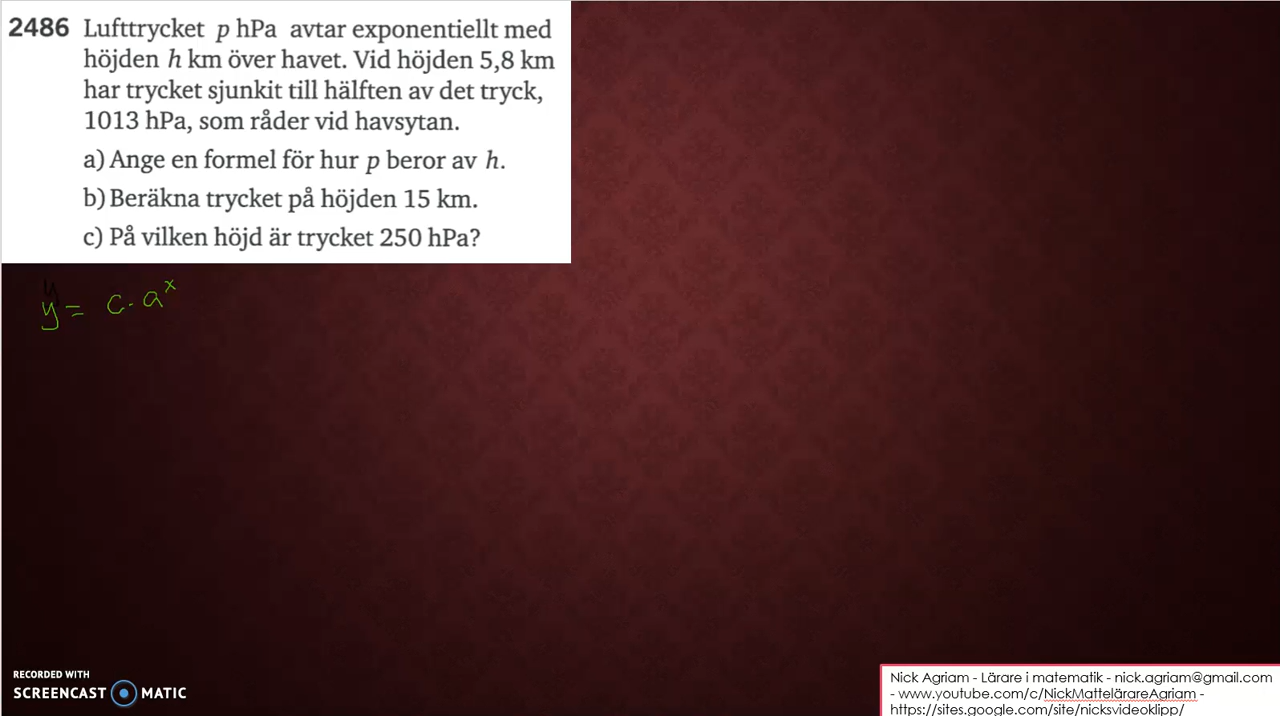 2486 Lufttrycket p hPa avtar exponentiellt med
höjden h km över havet. Vid höjden 5,8 km
har trycket sjunkit till hälften av det tryck,
1013 hPa, som råder vid havsytan.
a) Ange en formel för hur p beror av h.
b) Beräkna trycket på höjden 15 km.
c) På vilken höjd är trycket 250 hPa?
y = C · a^x
RECORDED WITH
SCREENCAST MATIC
Nick Agriam - Lärare i matematik - nick.agriam@gmail.com
- www.youtube.com/c/NickMattelärareAgriam -
https://sites.google.com/site/nicksvideoklipp/